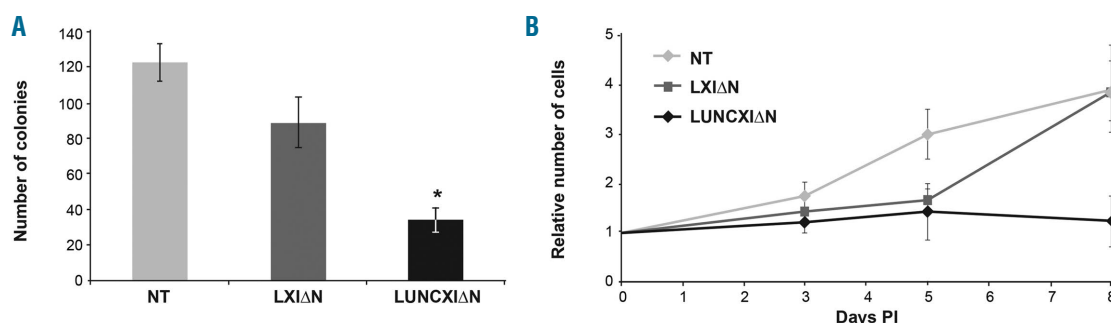 A
Number of colonies
140
120
100
80
60
40
20
0
*
NT
LXIΔN
LUNCXIΔN
B
Relative number of cells
5
4
3
2
1
0
NT
LXIΔN
LUNCXIΔN
0
1
2
3
4
5
6
7
8
Days PI